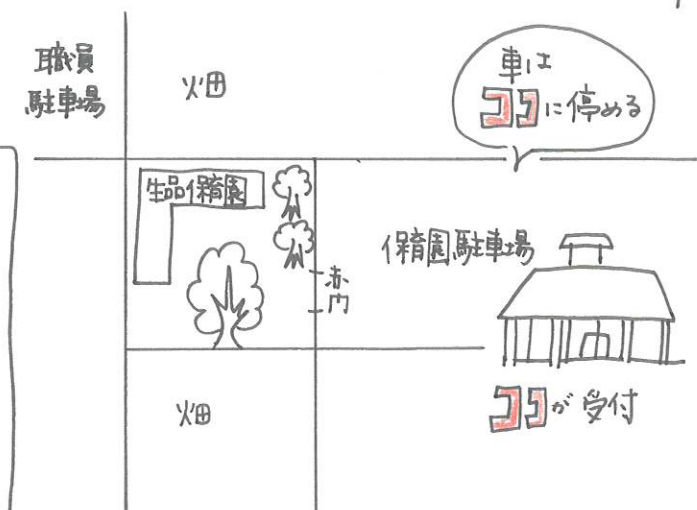 職員
駐車場
畑
車は
ココに停める
生品保育園
保育園駐車場
赤
門
畑
ココが受付